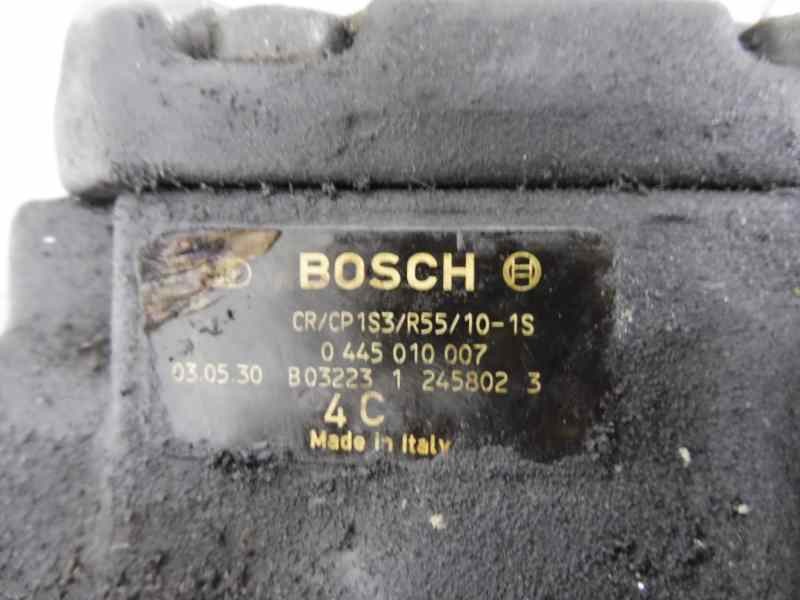 BOSCH
CR/CP1S3/R55/10-1S
0 445 010 007
03.05.30 B03223 1 245802 3
4C
Made in Italy